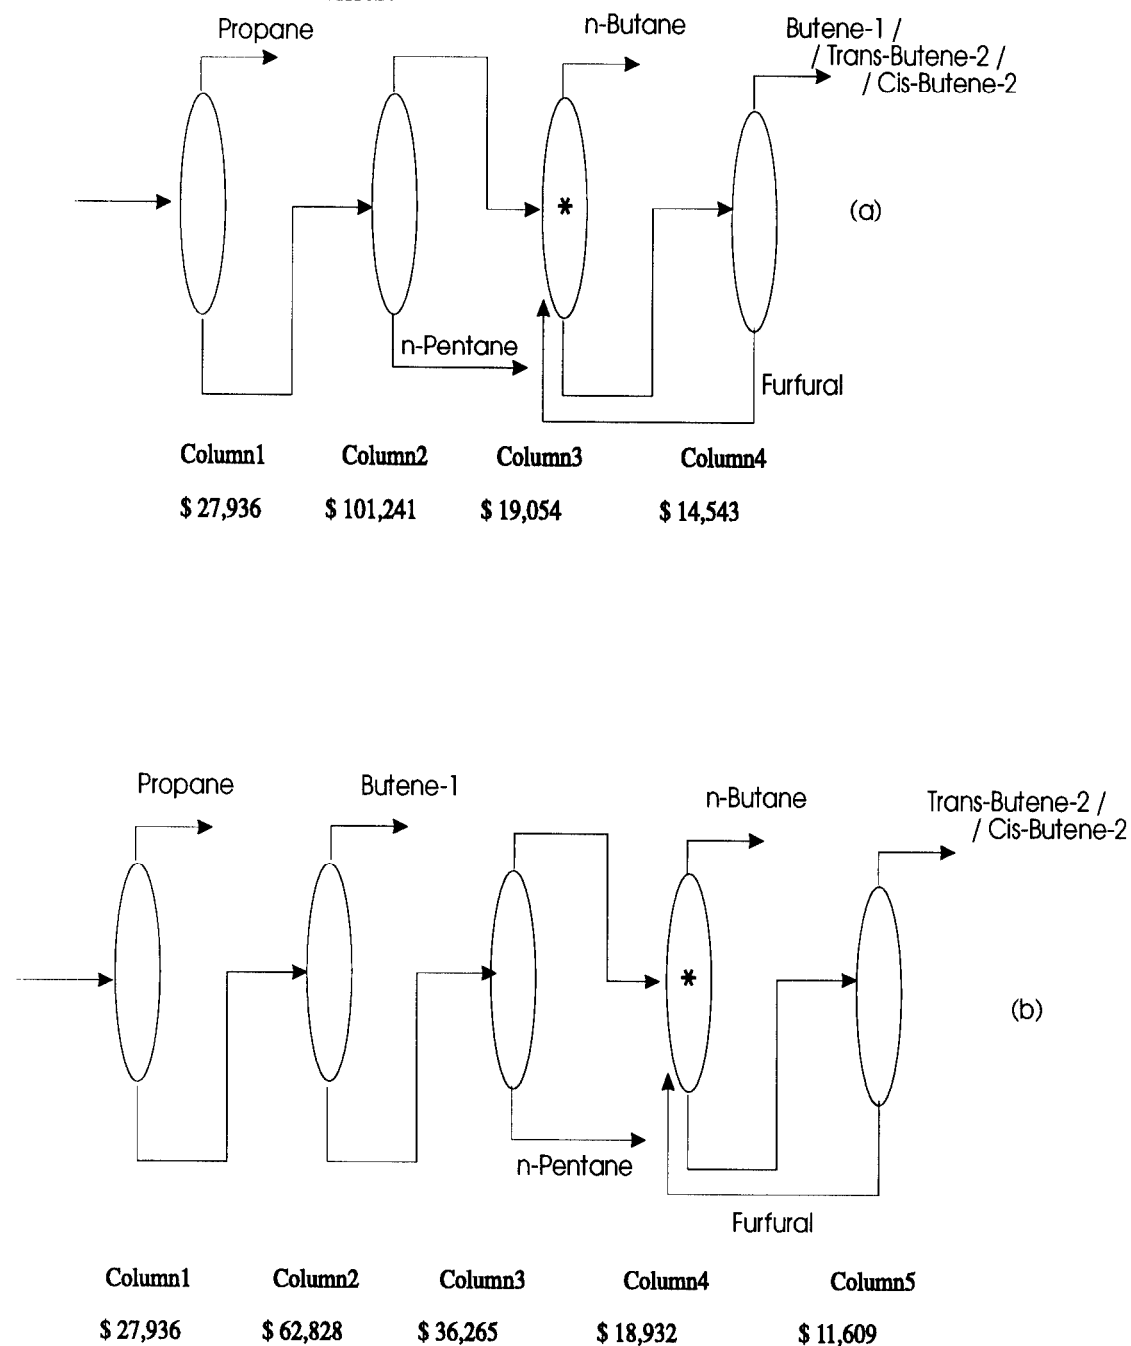 Propane
n-Butane
Butene-1 /
/ Trans-Butene-2 /
/ Cis-Butene-2
*
(a)
n-Pentane
Furfural
Column1 Column2 Column3 Column4
$ 27,936 $ 101,241 $ 19,054 $ 14,543
Propane
Butene-1
n-Butane
Trans-Butene-2 /
/ Cis-Butene-2
*
(b)
n-Pentane
Furfural
Column1 Column2 Column3 Column4 Column5
$ 27,936 $ 62,828 $ 36,265 $ 18,932 $ 11,609